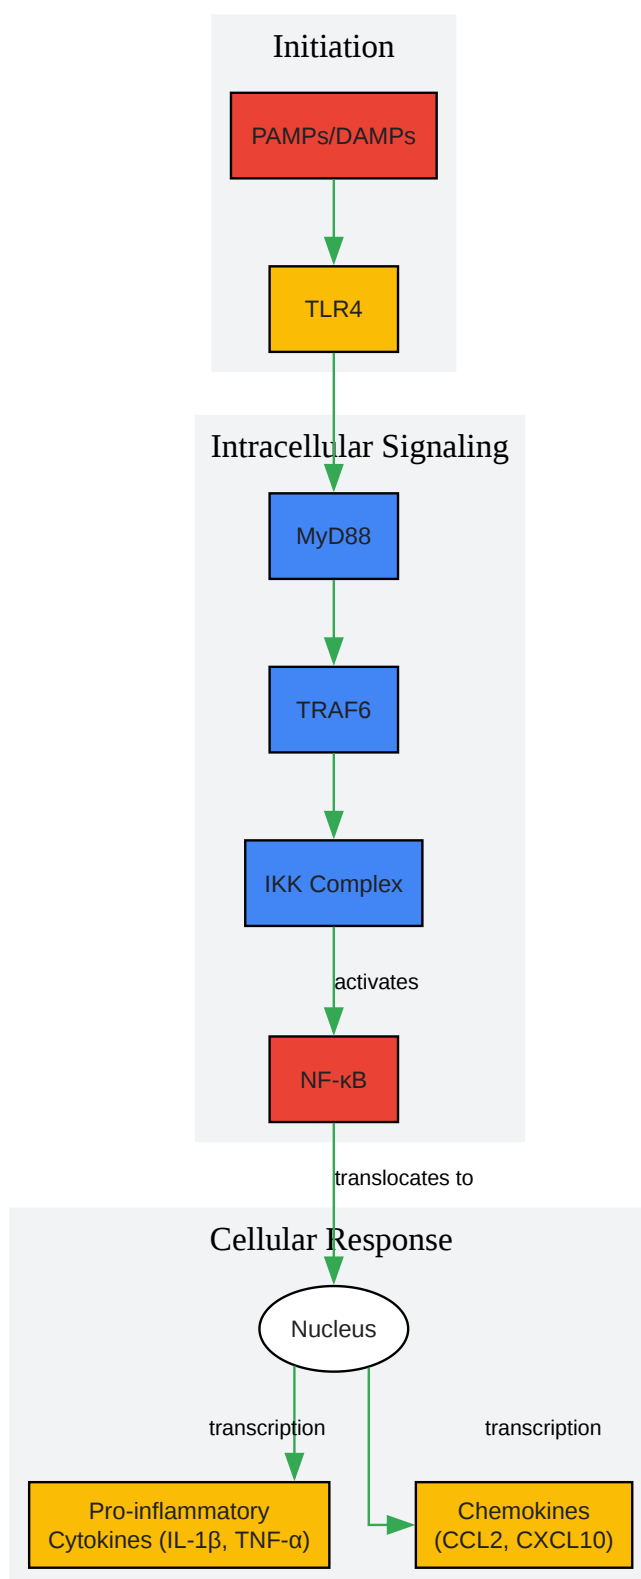 Initiation
PAMPs/DAMPs
TLR4
Intracellular Signaling
MyD88
TRAF6
IKK Complex
activates
NF-κB
translocates to
Cellular Response
Nucleus
transcription
transcription
Pro-inflammatory
Cytokines (IL-1β, TNF-α)
Chemokines
(CCL2, CXCL10)